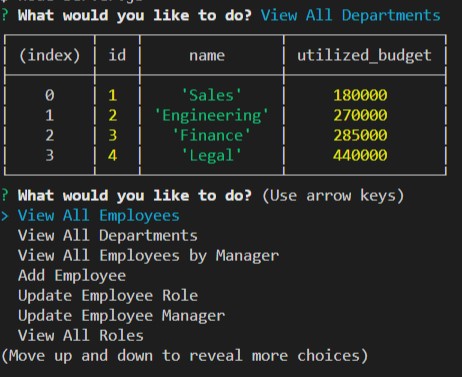 ? What would you like to do? View All Departments
(index) id name utilized_budget
0 1 'Sales' 180000
1 2 'Engineering' 270000
2 3 'Finance' 285000
3 4 'Legal' 440000
? What would you like to do? (Use arrow keys)
> View All Employees
View All Departments
View All Employees by Manager
Add Employee
Update Employee Role
Update Employee Manager
View All Roles
(Move up and down to reveal more choices)